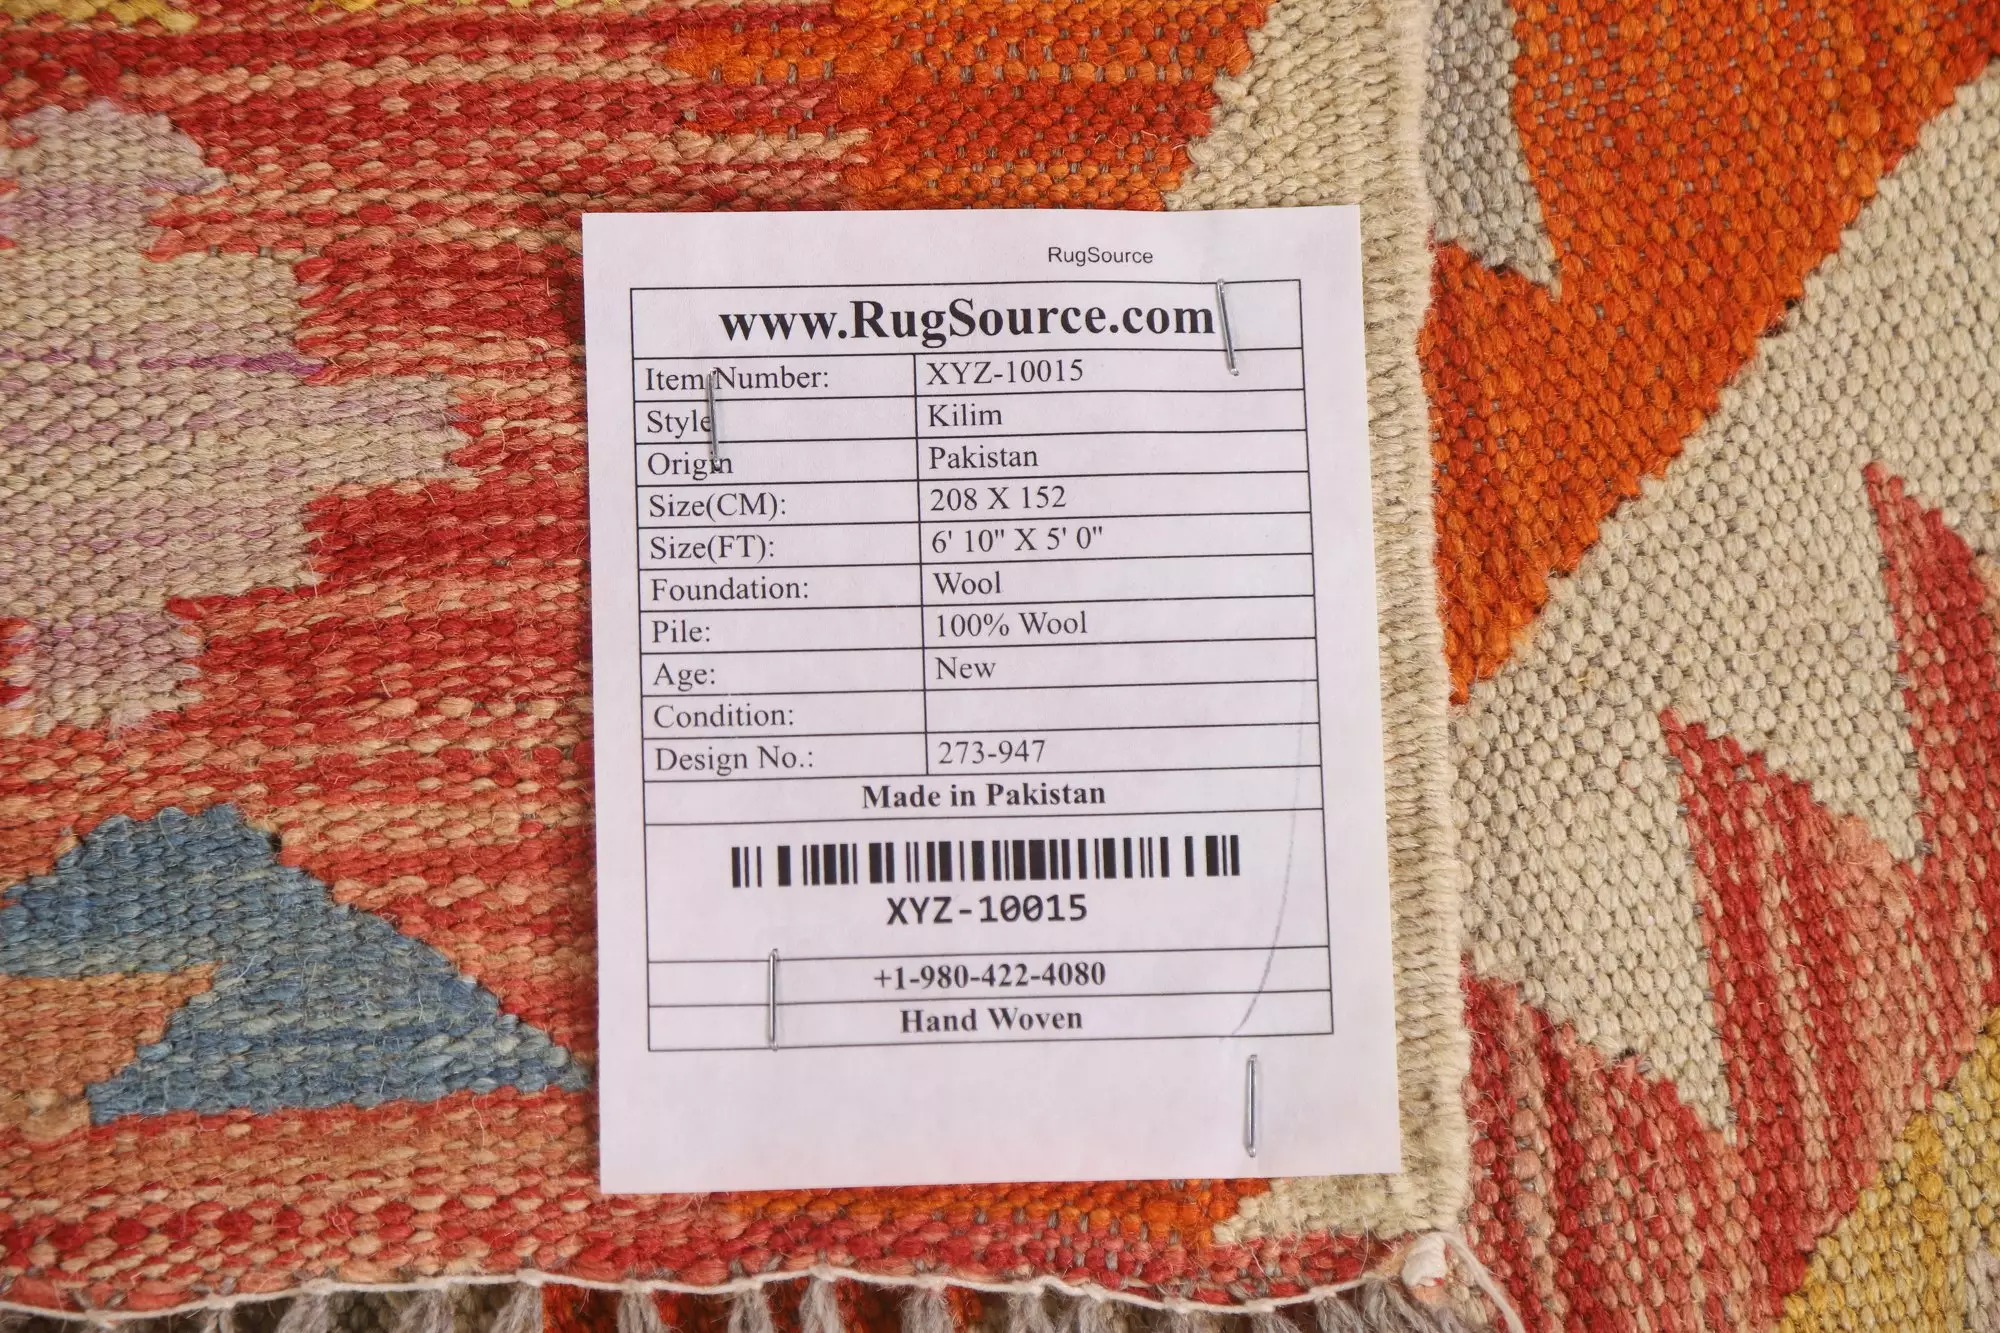 RugSource
www.RugSource.com
Item Number: XYZ-10015
Style Kilim
Origin Pakistan
Size(CM): 208 X 152
Size(FT): 6' 10" X 5' 0"
Foundation: Wool
Pile: 100% Wool
Age: New
Condition:
Design No.: 273-947
Made in Pakistan
XYZ-10015
+1-980-422-4080
Hand Woven